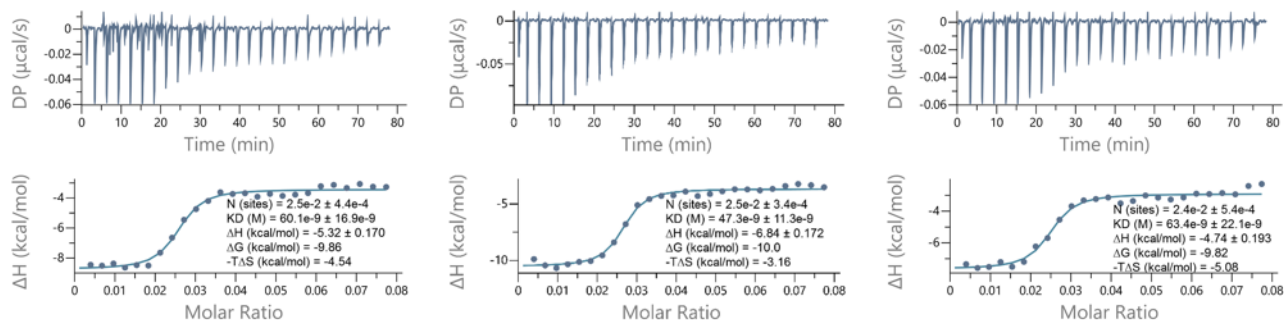 DP (µcal/s)
0
-0.02
-0.04
-0.06
0 10 20 30 40 50 60 70 80
Time (min)
DP (µcal/s)
0
-0.05
0 10 20 30 40 50 60 70 80
Time (min)
DP (µcal/s)
0
-0.02
-0.04
-0.06
0 10 20 30 40 50 60 70 80
Time (min)
ΔH (kcal/mol)
-4
-6
-8
N (sites) = 2.5e-2 ± 4.4e-4
KD (M) = 60.1e-9 ± 16.9e-9
ΔH (kcal/mol) = -5.32 ± 0.170
ΔG (kcal/mol) = -9.86
-TΔS (kcal/mol) = -4.54
0 0.01 0.02 0.03 0.04 0.05 0.06 0.07 0.08
Molar Ratio
ΔH (kcal/mol)
-5
-10
N (sites) = 2.5e-2 ± 3.4e-4
KD (M) = 47.3e-9 ± 11.3e-9
ΔH (kcal/mol) = -6.84 ± 0.172
ΔG (kcal/mol) = -10.0
-TΔS (kcal/mol) = -3.16
0 0.01 0.02 0.03 0.04 0.05 0.06 0.07 0.08
Molar Ratio
ΔH (kcal/mol)
-4
-6
N (sites) = 2.4e-2 ± 5.4e-4
KD (M) = 63.4e-9 ± 22.1e-9
ΔH (kcal/mol) = -4.74 ± 0.193
ΔG (kcal/mol) = -9.82
-TΔS (kcal/mol) = -5.08
0 0.01 0.02 0.03 0.04 0.05 0.06 0.07 0.08
Molar Ratio